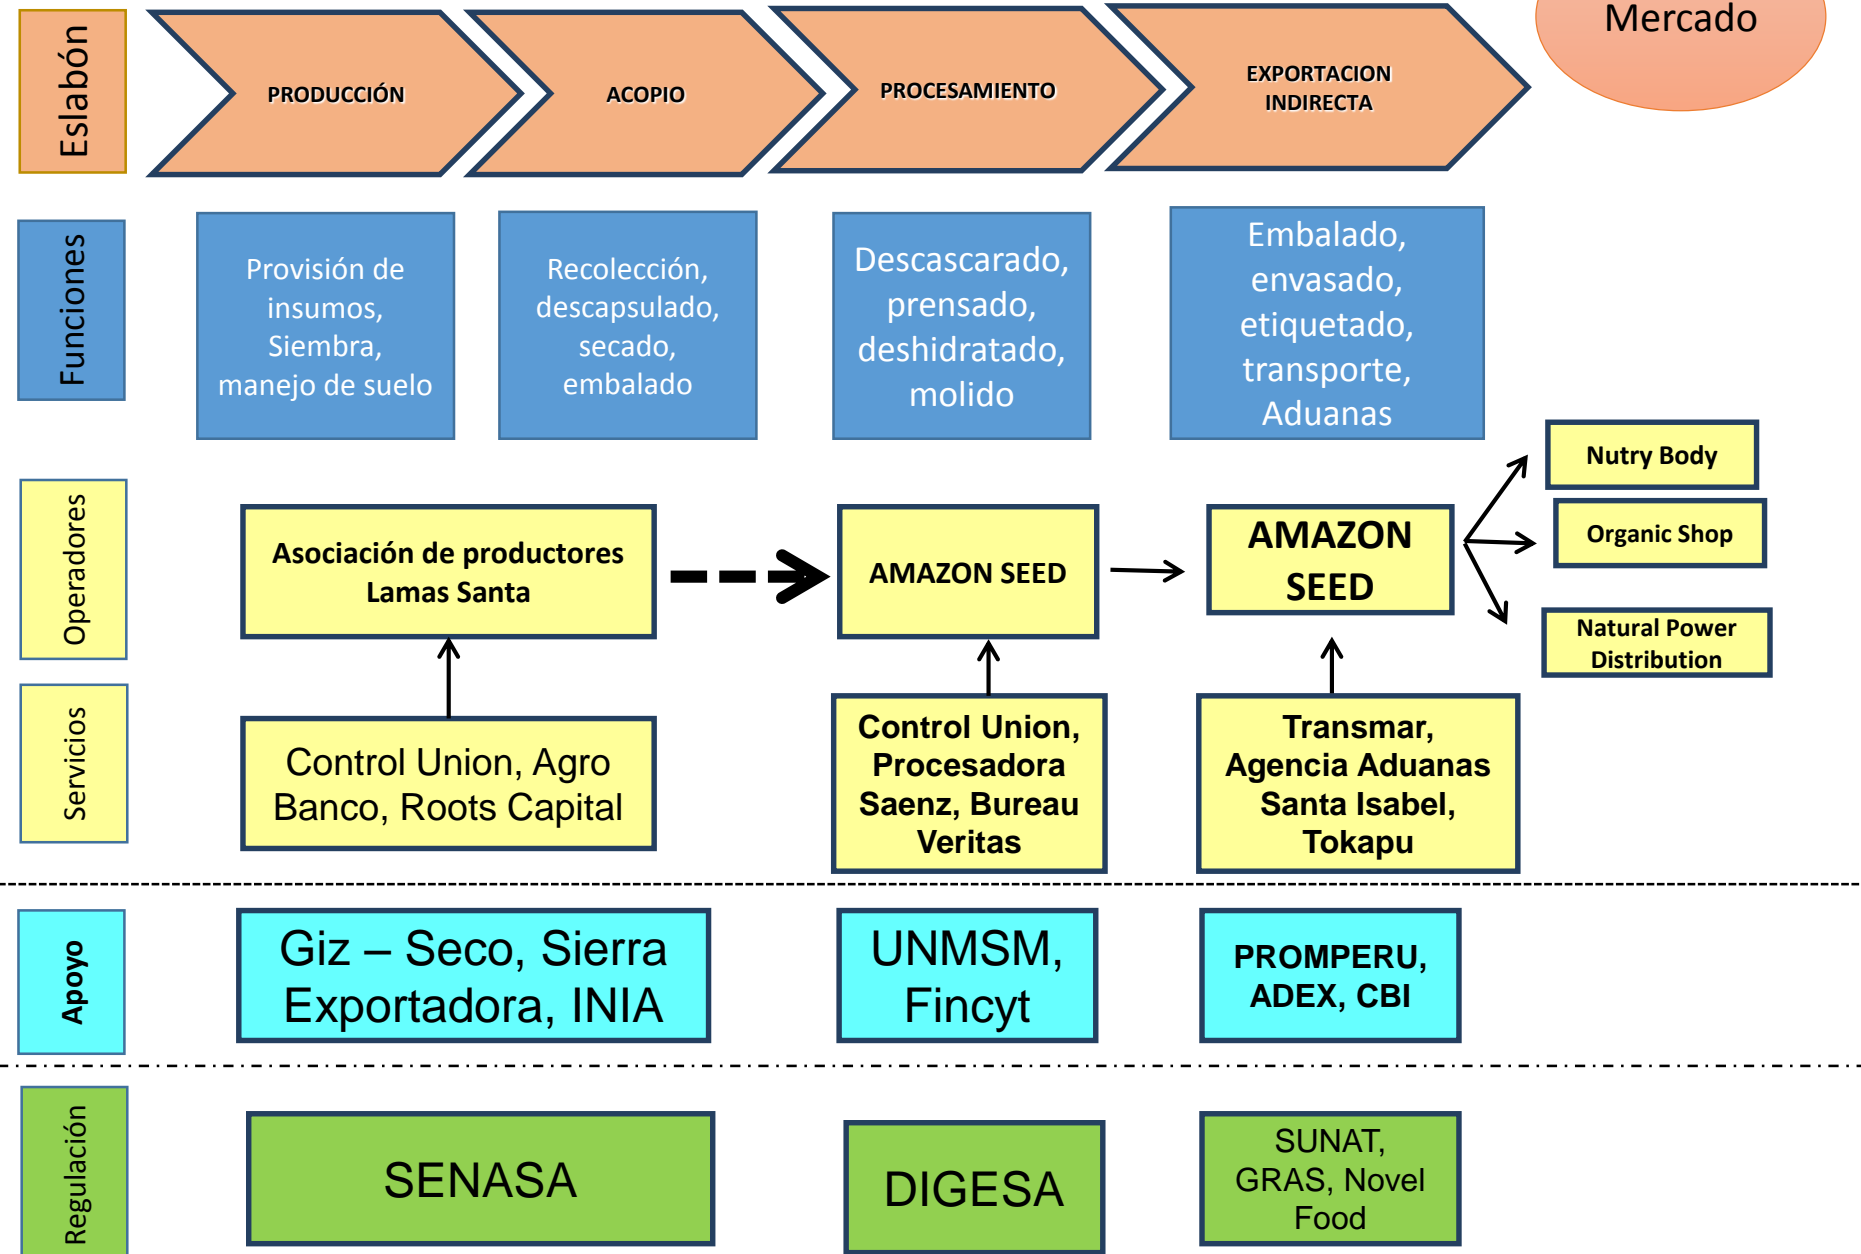 Eslabón
PRODUCCIÓN
ACOPIO
PROCESAMIENTO
EXPORTACION
INDIRECTA
Mercado
Funciones
Provisión de
insumos,
Siembra,
manejo de suelo
Recolección,
descapsulado,
secado,
embalado
Descascarado,
prensado,
deshidratado,
molido
Embalado,
envasado,
etiquetado,
transporte,
Aduanas
Operadores
Asociación de productores
Lamas Santa
AMAZON SEED
AMAZON
SEED
Nutry Body
Organic Shop
Natural Power
Distribution
Servicios
Control Union, Agro
Banco, Roots Capital
Control Union,
Procesadora
Saenz, Bureau
Veritas
Transmar,
Agencia Aduanas
Santa Isabel,
Tokapu
Apoyo
Giz – Seco, Sierra
Exportadora, INIA
UNMSM,
Fincyt
PROMPERU,
ADEX, CBI
Regulación
SENASA
DIGESA
SUNAT,
GRAS, Novel
Food